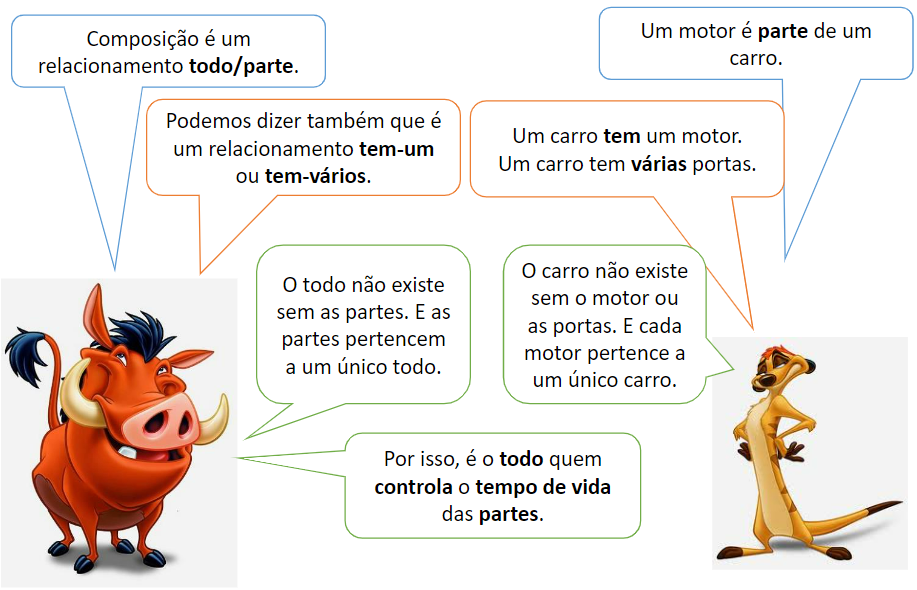 Composição é um
relacionamento todo/parte.
Um motor é parte de um
carro.
Podemos dizer também que é
um relacionamento tem-um
ou tem-vários.
Um carro tem um motor.
Um carro tem várias portas.
O todo não existe
sem as partes. E as
partes pertencem
a um único todo.
O carro não existe
sem o motor ou
as portas. E cada
motor pertence a
um único carro.
Por isso, é o todo quem
controla o tempo de vida
das partes.